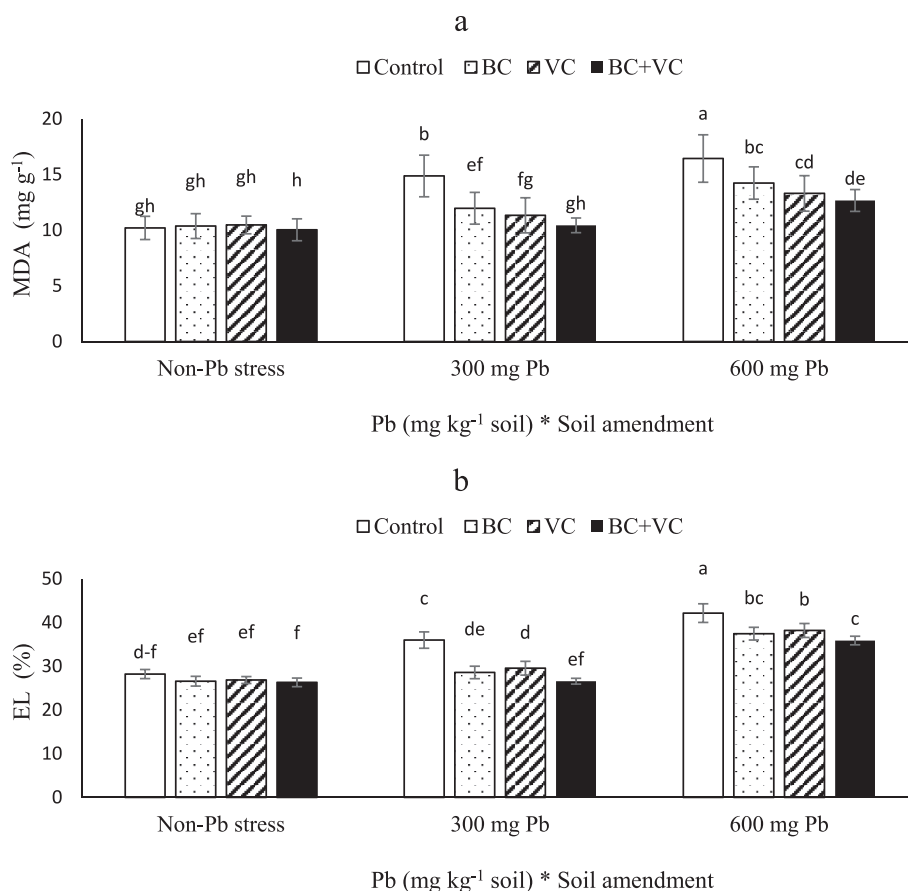 a
Control BC VC BC+VC
20
15
10
5
0
MDA (mg g⁻¹)
gh gh gh h b ef fg gh a bc cd de
Non-Pb stress 300 mg Pb 600 mg Pb
Pb (mg kg⁻¹ soil) * Soil amendment
b
Control BC VC BC+VC
50
40
30
20
10
0
EL (%)
d-f ef ef f c de d ef a bc b c
Non-Pb stress 300 mg Pb 600 mg Pb
Pb (mg kg⁻¹ soil) * Soil amendment